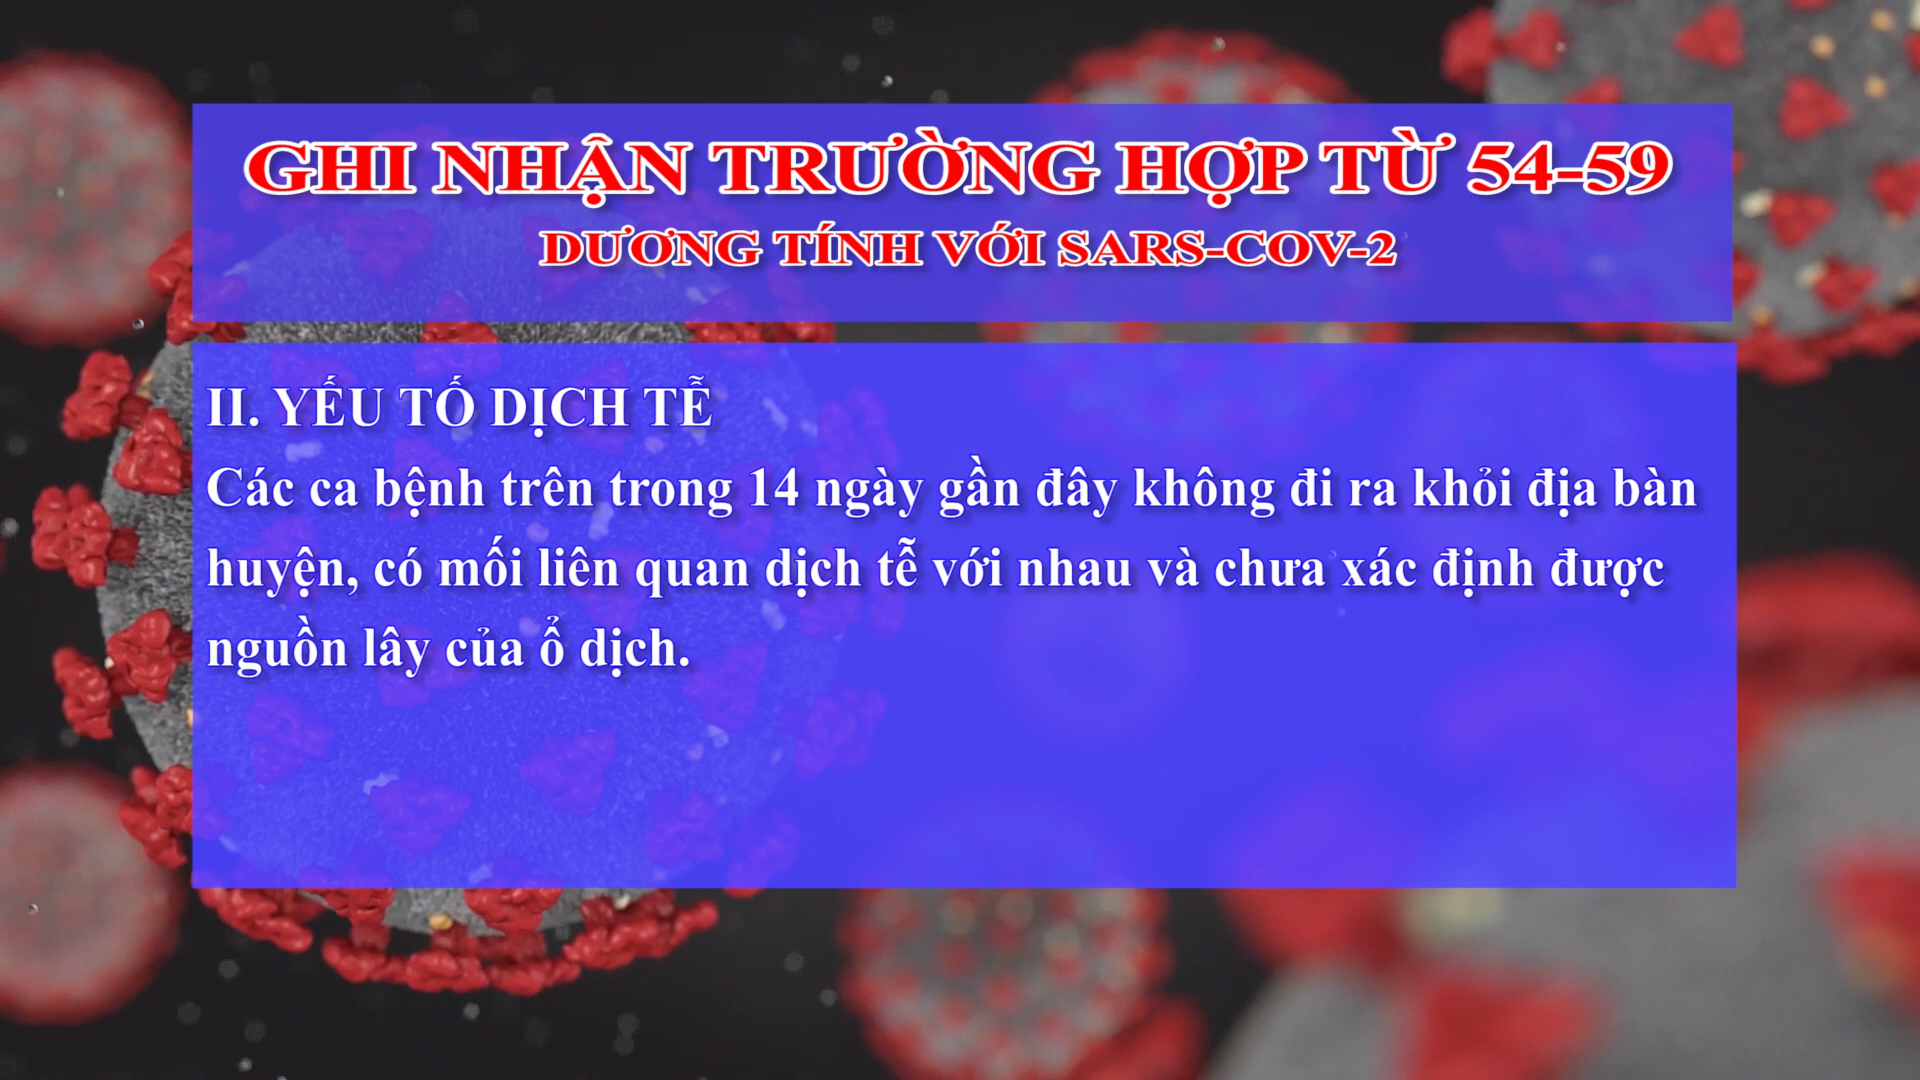 GHI NHẬN TRƯỜNG HỢP TỪ 54-59
DƯƠNG TÍNH VỚI SARS-COV-2
II. YẾU TỐ DỊCH TỄ
Các ca bệnh trên trong 14 ngày gần đây không đi ra khỏi địa bàn
huyện, có mối liên quan dịch tễ với nhau và chưa xác định được
nguồn lây của ổ dịch.